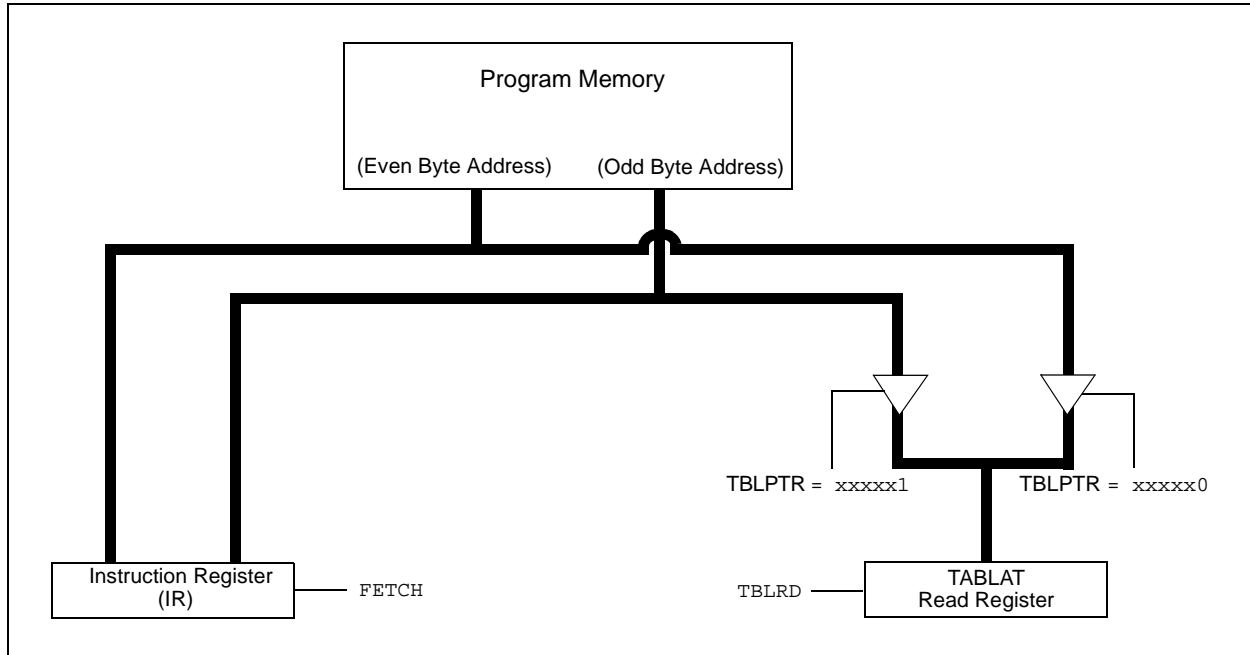 Program Memory
(Even Byte Address) (Odd Byte Address)
TBLPTR = xxxxx1 TBLPTR = xxxxx0
Instruction Register
(IR)
FETCH
TBLRD
TABLAT
Read Register